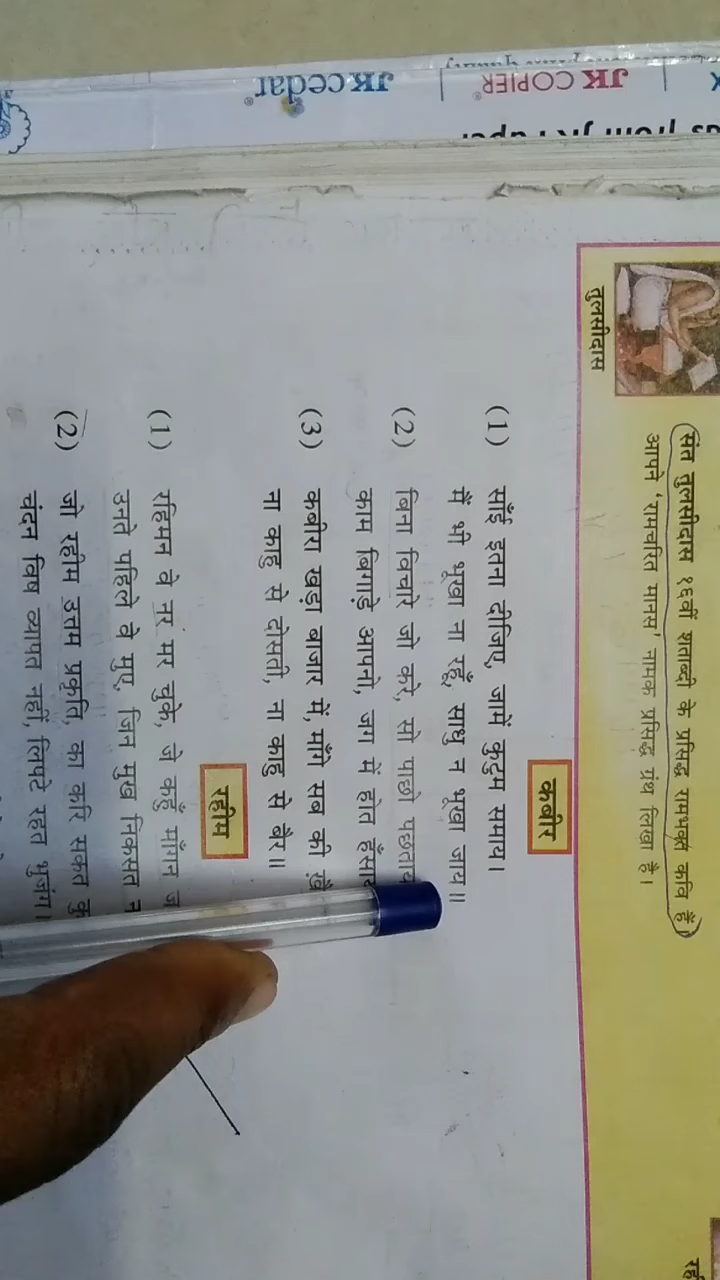 JK COPIER®
JK cedar®
तुलसीदास
संत तुलसीदास १६वीं शताब्दी के प्रसिद्ध रामभक्त कवि हैं।
आपने 'रामचरित मानस' नामक प्रसिद्ध ग्रंथ लिखा है।
कबीर
(1) साँई इतना दीजिए, जामें कुटुम समाय।
में भी भूखा ना रहूँ, साधु न भूखा जाय॥
(2) बिना विचारे जो करे, सो पाछो पछताय
काम बिगाड़े आपनो, जग में होत हँसाय
(3) कबीरा खड़ा बाजार में, माँगे सब की
ना काहु से दोसती, ना काहु से बैर॥
रहीम
(1) रहिमन वे नर मर चुके, जे कहुँ माँगन
उनते पहिले वे मुए, जिन मुख निकसत
(2) जो रहीम उत्तम प्रकृति, का करि सकत
चंदन विष व्यापत नहीं, लिपटे रहत भुजंग।